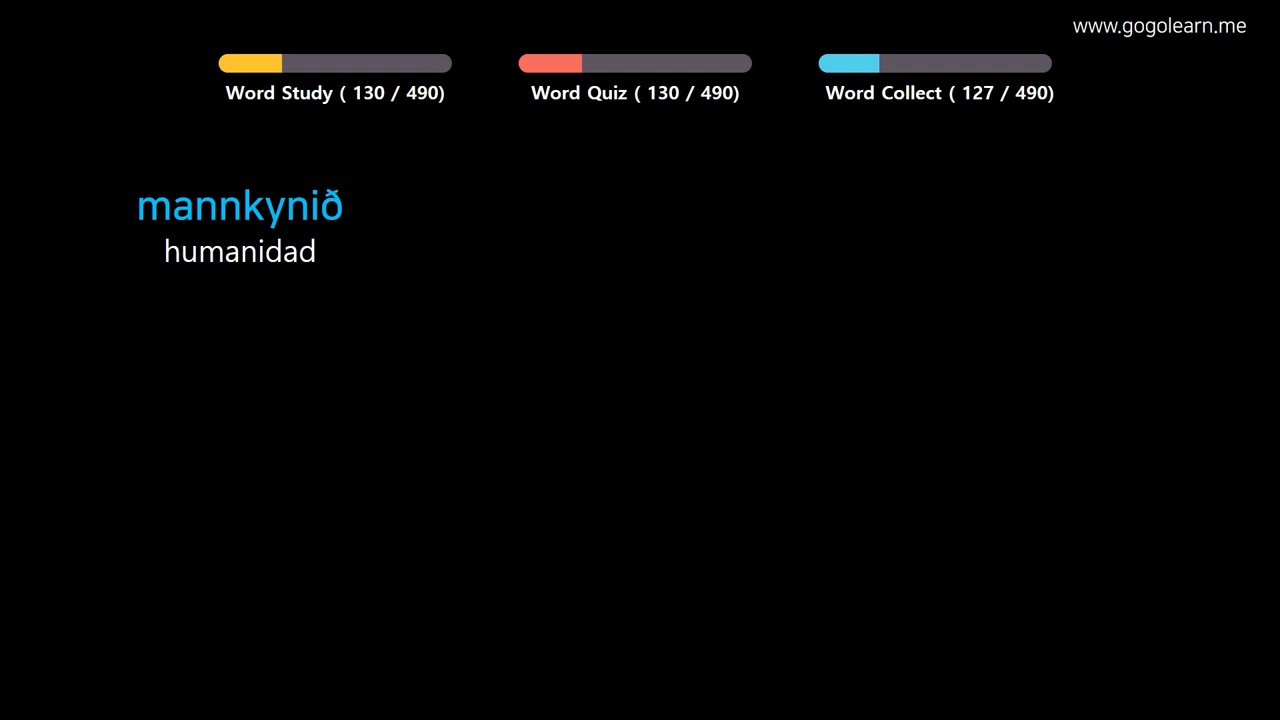 www.gogolearn.me
Word Study ( 130 / 490)
Word Quiz ( 130 / 490)
Word Collect ( 127 / 490)
mannkynið
humanidad